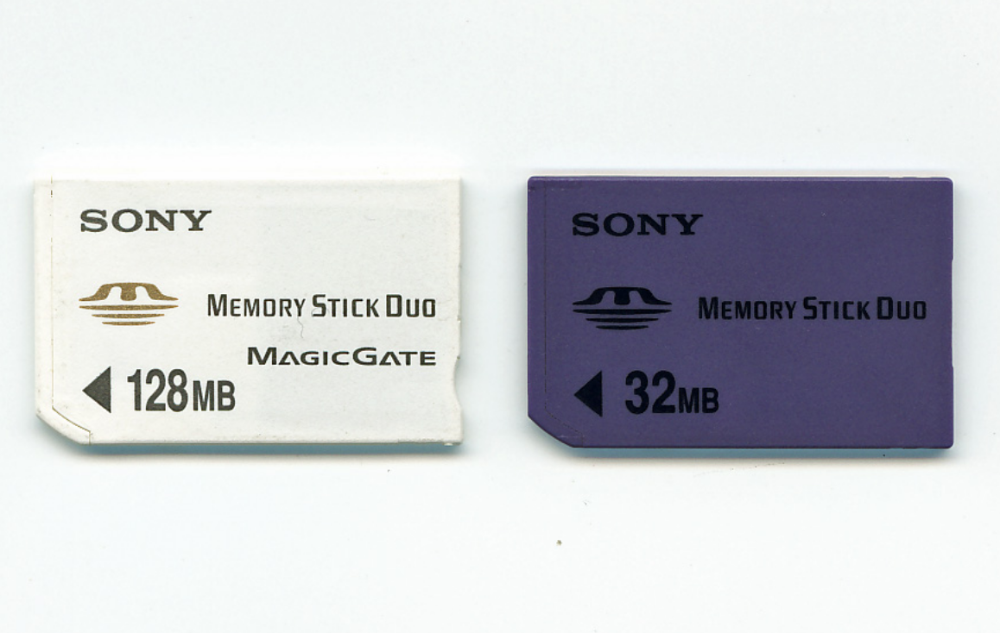 SONY
MEMORY STICK DUO
MAGICGATE
128MB
SONY
MEMORY STICK DUO
32MB